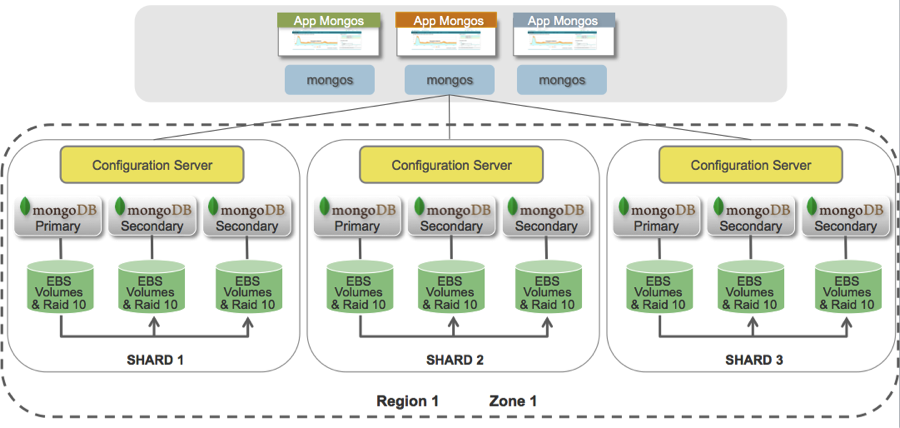 App Mongos App Mongos App Mongos
mongos mongos mongos
Configuration Server Configuration Server Configuration Server
mongoDB mongoDB mongoDB mongoDB mongoDB mongoDB mongoDB mongoDB mongoDB
Primary Secondary Secondary Primary Secondary Secondary Primary Secondary Secondary
EBS EBS EBS EBS EBS EBS EBS EBS EBS
Volumes Volumes Volumes Volumes Volumes Volumes Volumes Volumes Volumes
& Raid 10 & Raid 10 & Raid 10 & Raid 10 & Raid 10 & Raid 10 & Raid 10 & Raid 10 & Raid 10
SHARD 1 SHARD 2 SHARD 3
Region 1 Zone 1